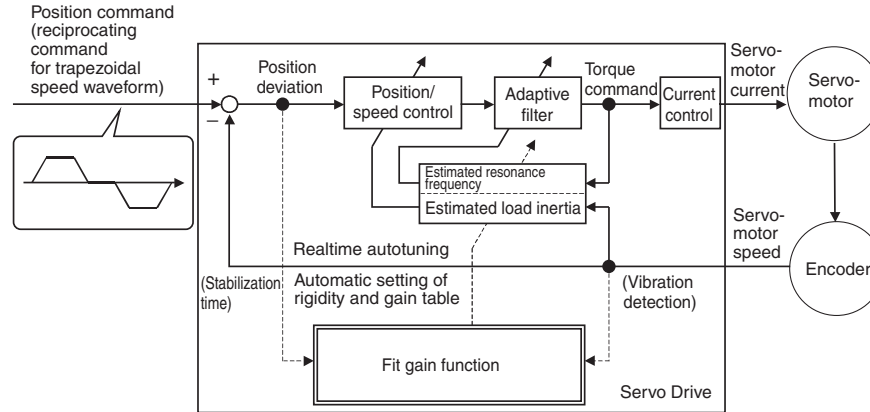 Position command
(reciprocating
command
for trapezoidal
speed waveform)
+
−
Position
deviation
Position/
speed control
Adaptive
filter
Torque
command
Current
control
Servo-
motor
current
Servo-
motor
Estimated resonance
frequency
Estimated load inertia
Servo-
motor
speed
Encoder
Realtime autotuning
(Stabilization
time)
Automatic setting of
rigidity and gain table
(Vibration
detection)
Fit gain function
Servo Drive